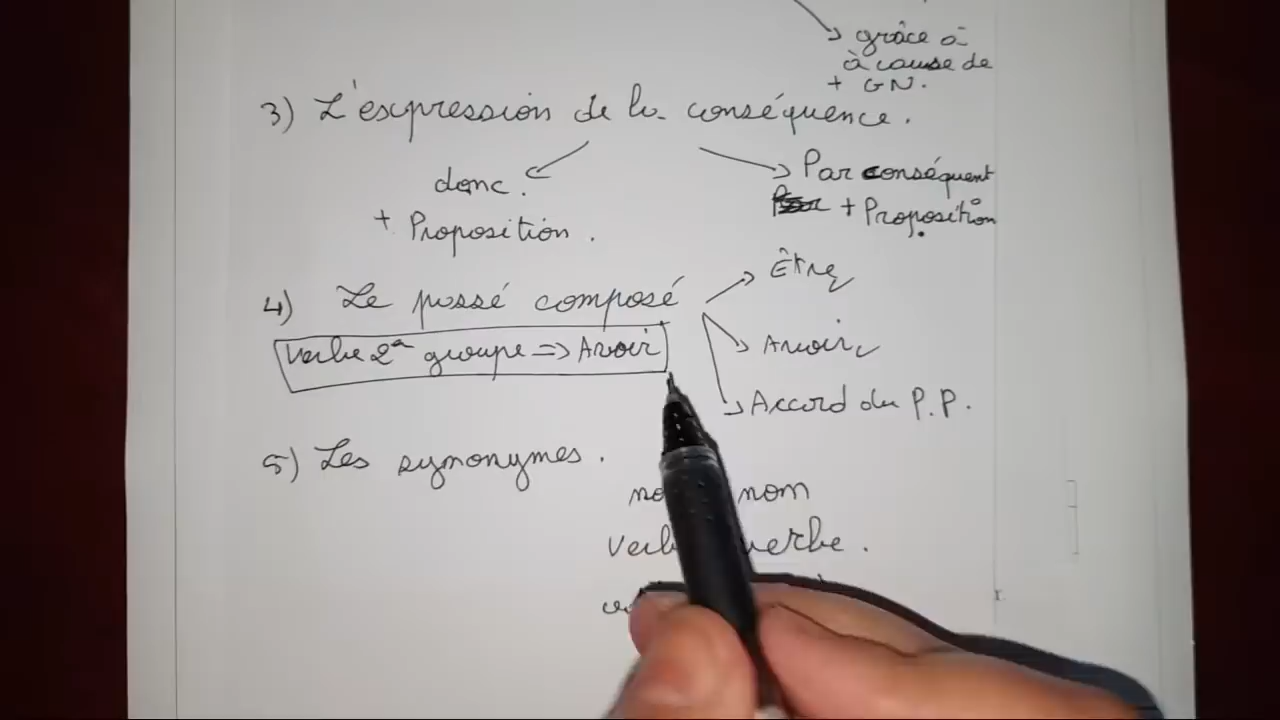 grâce à
à cause de
+ GN.
3) L'expression de la conséquence.
donc.
+ Proposition.
Par conséquent
+ Proposition
4) Le passé composé
Être
Avoir
Accord du P.P.
Verbe 2e groupe => Avoir
5) Les synonymes.
nom
verbe.